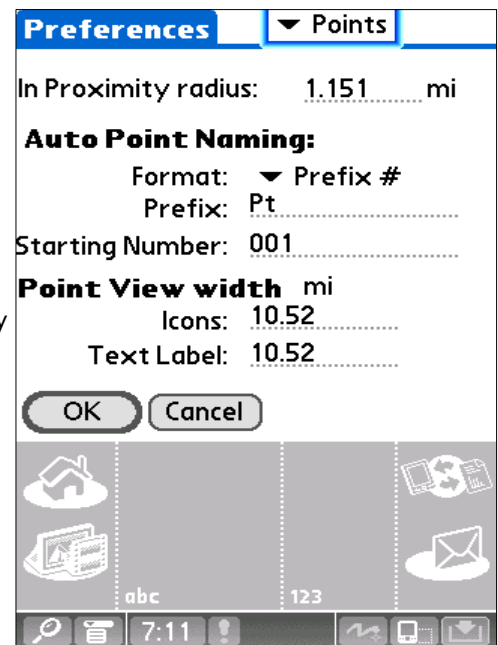 Preferences Points
In Proximity radius: 1.151 mi
Auto Point Naming:
Format: Prefix #
Prefix: Pt
Starting Number: 001
Point View width mi
Icons: 10.52
Text Label: 10.52
OK Cancel
abc 123
7:11